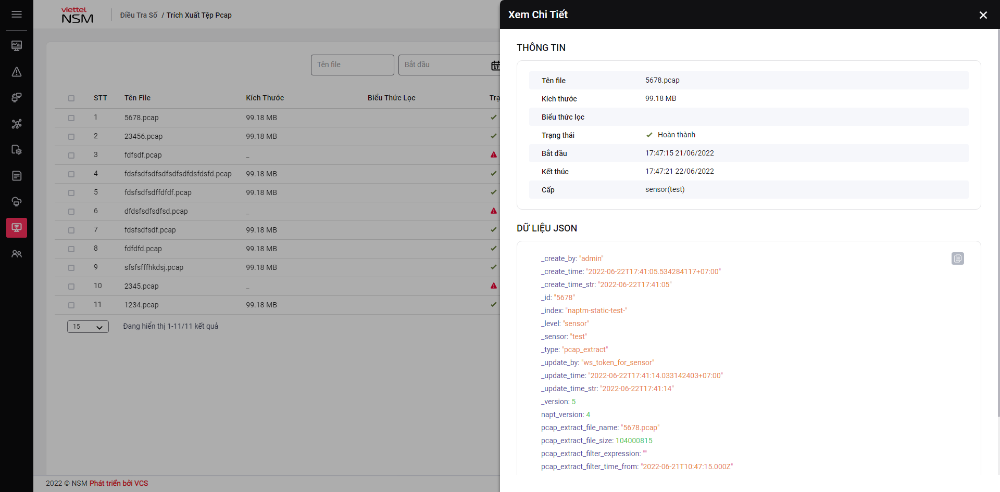 viettel
NSM
Điều Tra Số / Trích Xuất Tệp Pcap
Tên file
Bắt đầu
STT Tên File Kích Thước Biểu Thức Lọc Trạ
1 5678.pcap 99.18 MB
2 23456.pcap 99.18 MB
3 fdfsdf.pcap _
4 fdsfsdfsdfsdfsdfsdfdsfdsfd.pcap 99.18 MB
5 fdsfsdfsdffdfdf.pcap 99.18 MB
6 dfdsfsdfsdfsd.pcap _
7 fdsfsdfsdf.pcap 99.18 MB
8 fdfdfd.pcap 99.18 MB
9 sfsfsfffhkdsj.pcap 99.18 MB
10 2345.pcap _
11 1234.pcap 99.18 MB
15 Đang hiển thị 1-11/11 kết quả
2022 © NSM Phát triển bởi VCS
Xem Chi Tiết
THÔNG TIN
Tên file 5678.pcap
Kích thước 99.18 MB
Biểu thức lọc
Trạng thái Hoàn thành
Bắt đầu 17:47:15 21/06/2022
Kết thúc 17:47:21 22/06/2022
Cấp sensor(test)
DỮ LIỆU JSON
_create_by: "admin"
_create_time: "2022-06-22T17:41:05.534284117+07:00"
_create_time_str: "2022-06-22T17:41:05"
_id: "5678"
_index: "naptm-static-test-"
_level: "sensor"
_sensor: "test"
_type: "pcap_extract"
_update_by: "ws_token_for_sensor"
_update_time: "2022-06-22T17:41:14.033142403+07:00"
_update_time_str: "2022-06-22T17:41:14"
_version: 5
napt_version: 4
pcap_extract_file_name: "5678.pcap"
pcap_extract_file_size: 104000815
pcap_extract_filter_expression: ""
pcap_extract_filter_time_from: "2022-06-21T10:47:15.000Z"